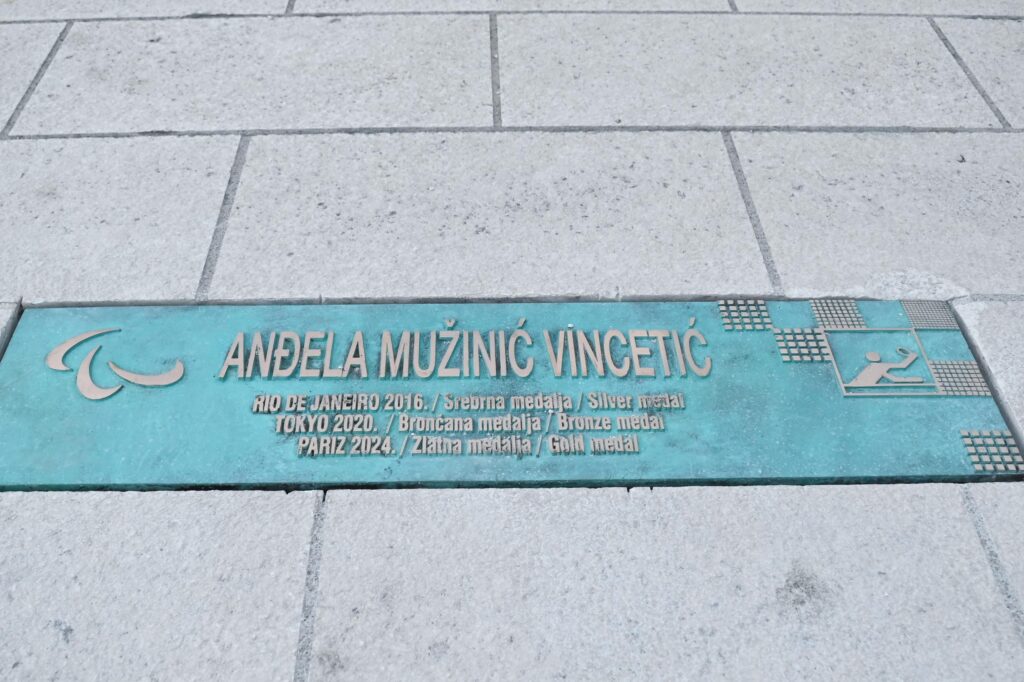 ANĐELA MUŽINIĆ VINCETIĆ
RIO DE JANEIRO 2016. / Srebrna medalja / Silver medal
TOKYO 2020. / Brončana medalja / Bronze medal
PARIZ 2024. / Zlatna medalja / Gold medal